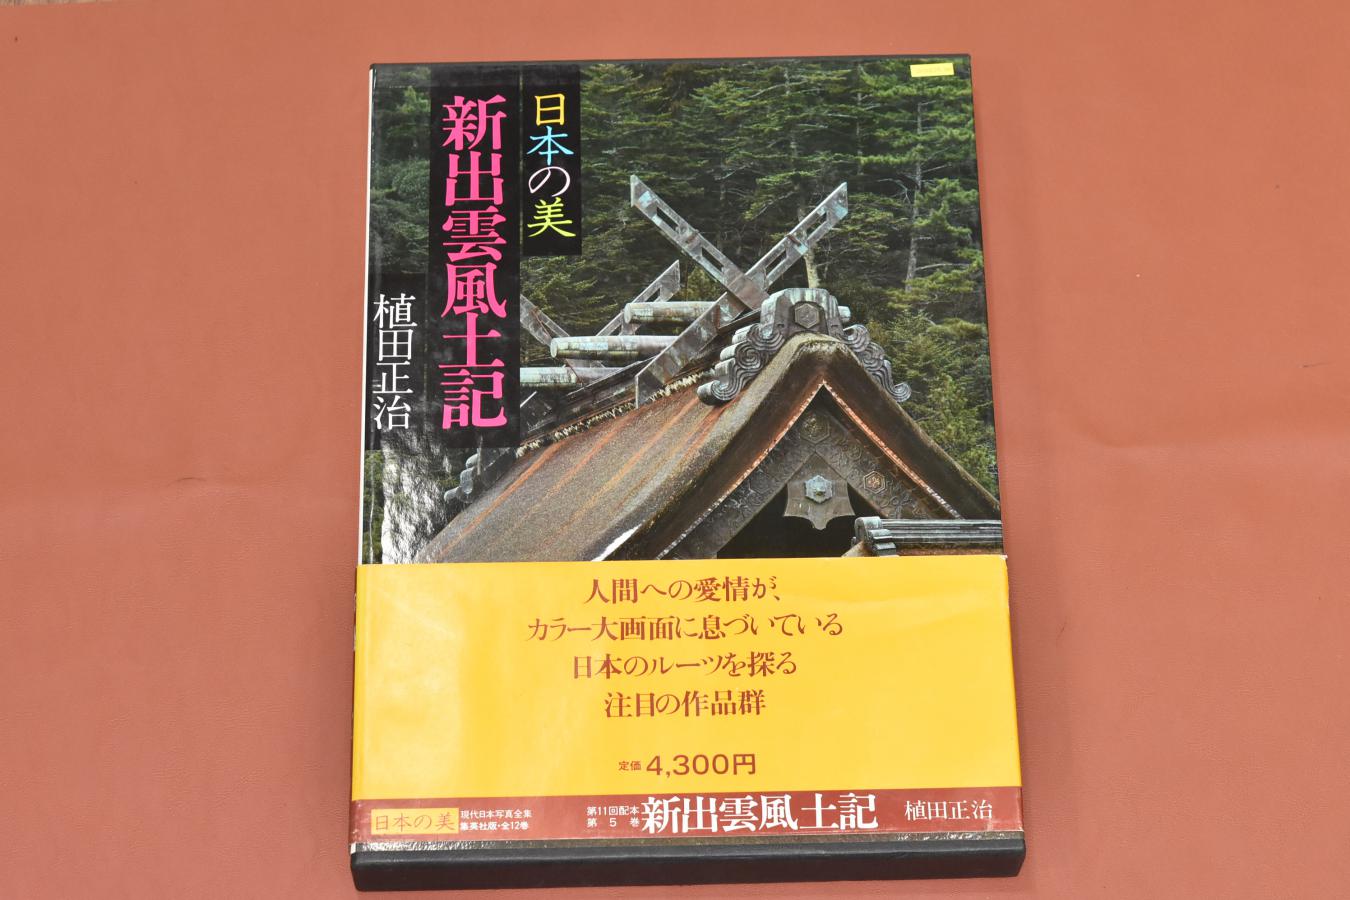 日本の美
新出雲風土記
植田正治
人間への愛情が、
カラー大画面に息づいている
日本のルーツを探る
注目の作品群
定価4,300円
日本の美
現代日本写真全集
集英社版・全12巻
第11回配本
第5巻
新出雲風土記
植田正治